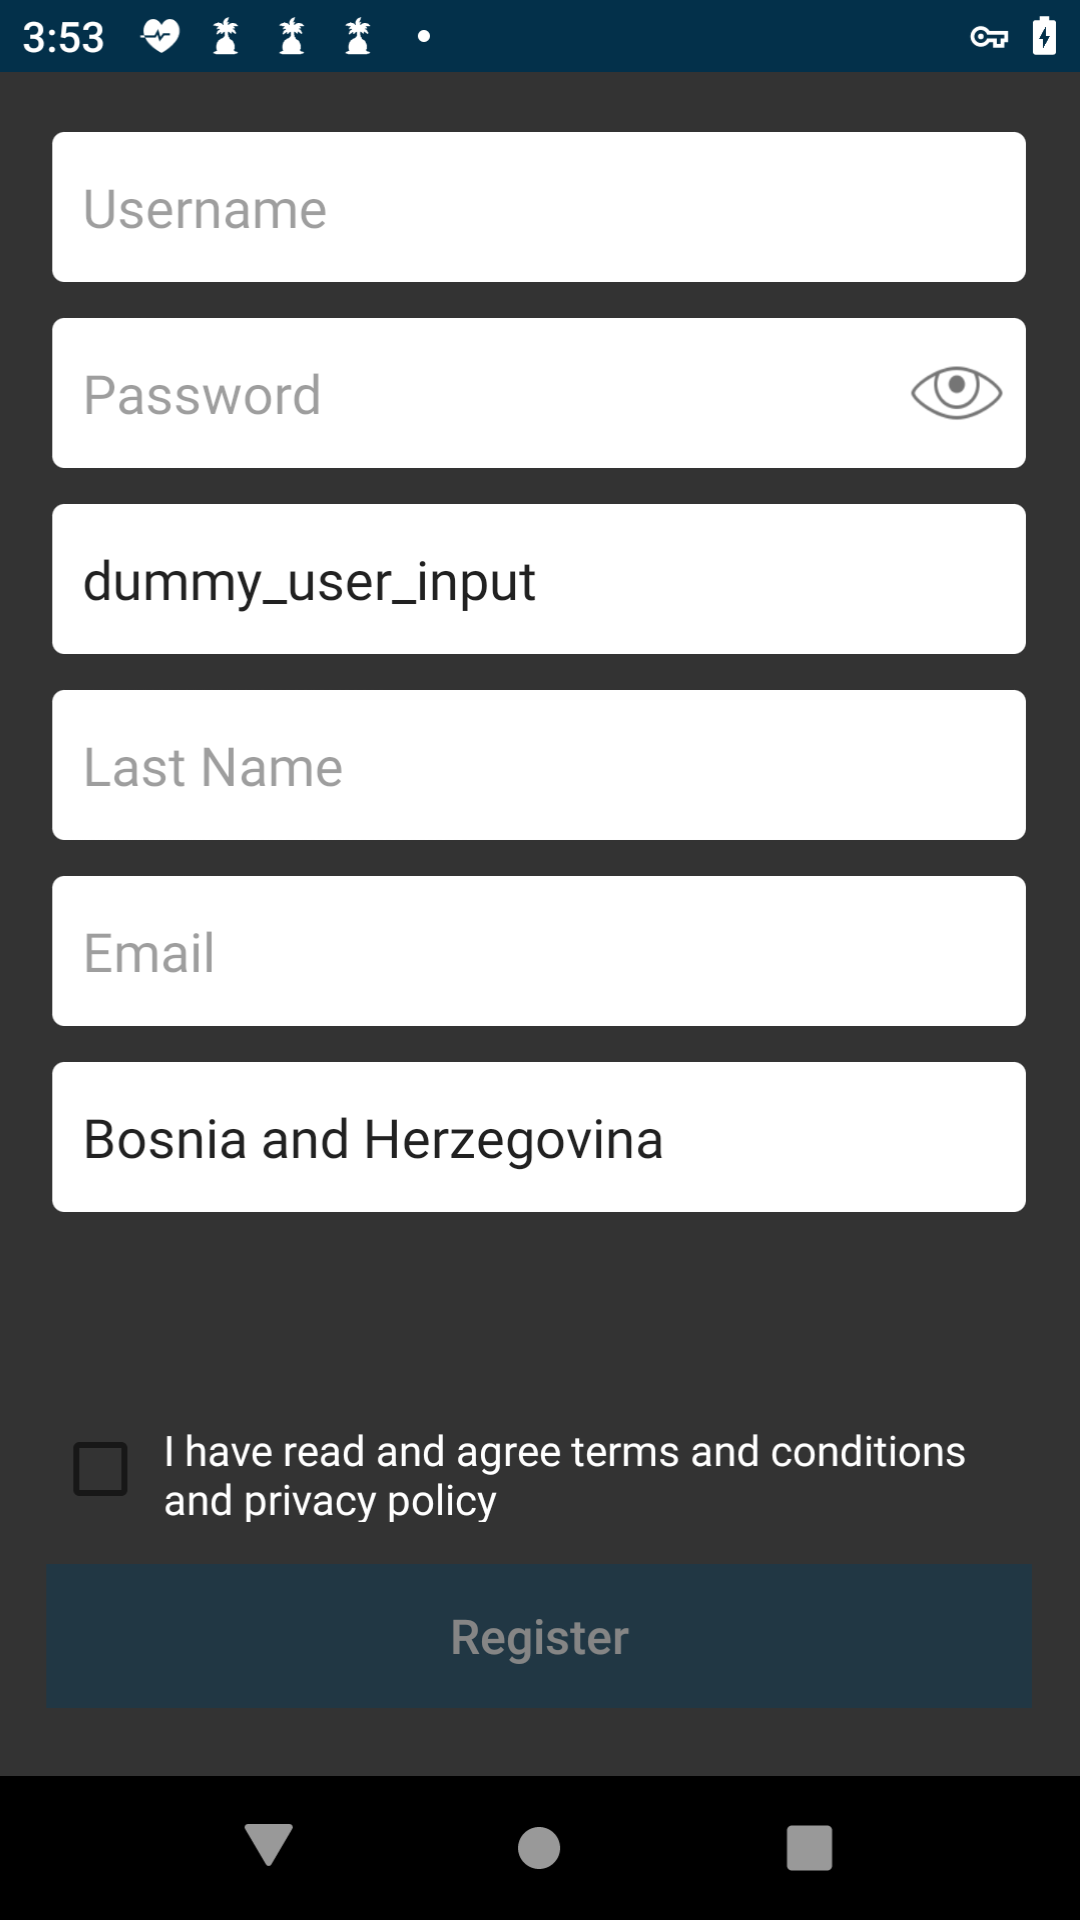 3:53
Username
Password
dummy_user_input
Last Name
Email
Bosnia and Herzegovina
I have read and agree terms and conditions
and privacy policy
Register